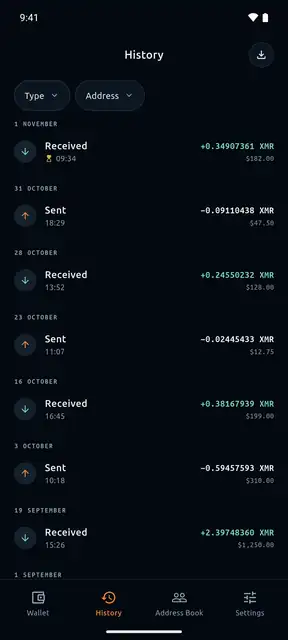 9:41
History
Type
Address
1 NOVEMBER
Received
+0.34907361 XMR
09:34
$182.00
31 OCTOBER
Sent
-0.09110438 XMR
18:29
$47.50
28 OCTOBER
Received
+0.24550232 XMR
13:52
$128.00
23 OCTOBER
Sent
-0.02445433 XMR
11:07
$12.75
16 OCTOBER
Received
+0.38167939 XMR
16:45
$199.00
3 OCTOBER
Sent
-0.59457593 XMR
10:18
$310.00
19 SEPTEMBER
Received
+2.39748360 XMR
15:26
$1,250.00
1 SEPTEMBER
Wallet
History
Address Book
Settings